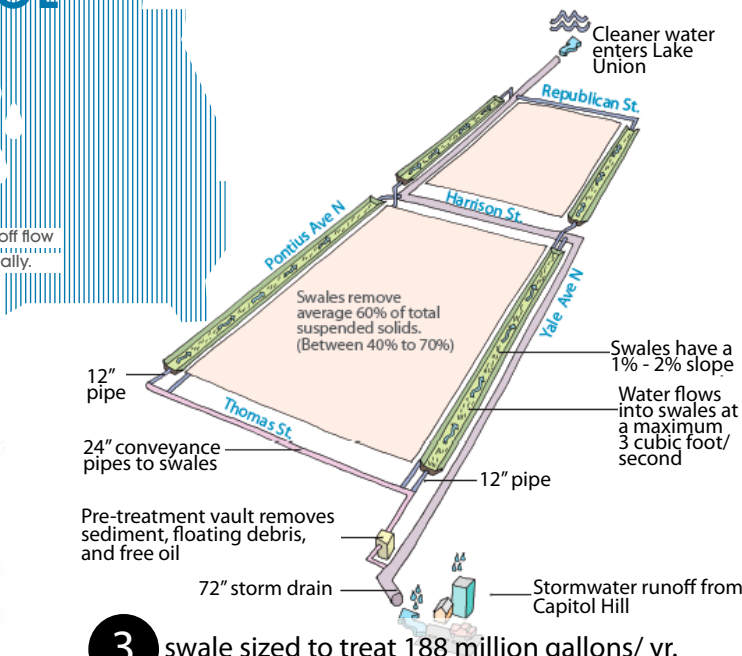 Cleaner water
enters Lake
Union
Republican St.
Harrison St.
Pontius Ave N
off flow
ally.
Swales remove
average 60% of total
suspended solids.
(Between 40% to 70%)
Yale Ave N
Swales have a
1% - 2% slope
Water flows
into swales at
a maximum
3 cubic foot/
second
12" pipe
12"
pipe
Thomas St.
24" conveyance
pipes to swales
Pre-treatment vault removes
sediment, floating debris,
and free oil
72" storm drain
Stormwater runoff from
Capitol Hill
3 swale sized to treat 188 million gallons/ yr.